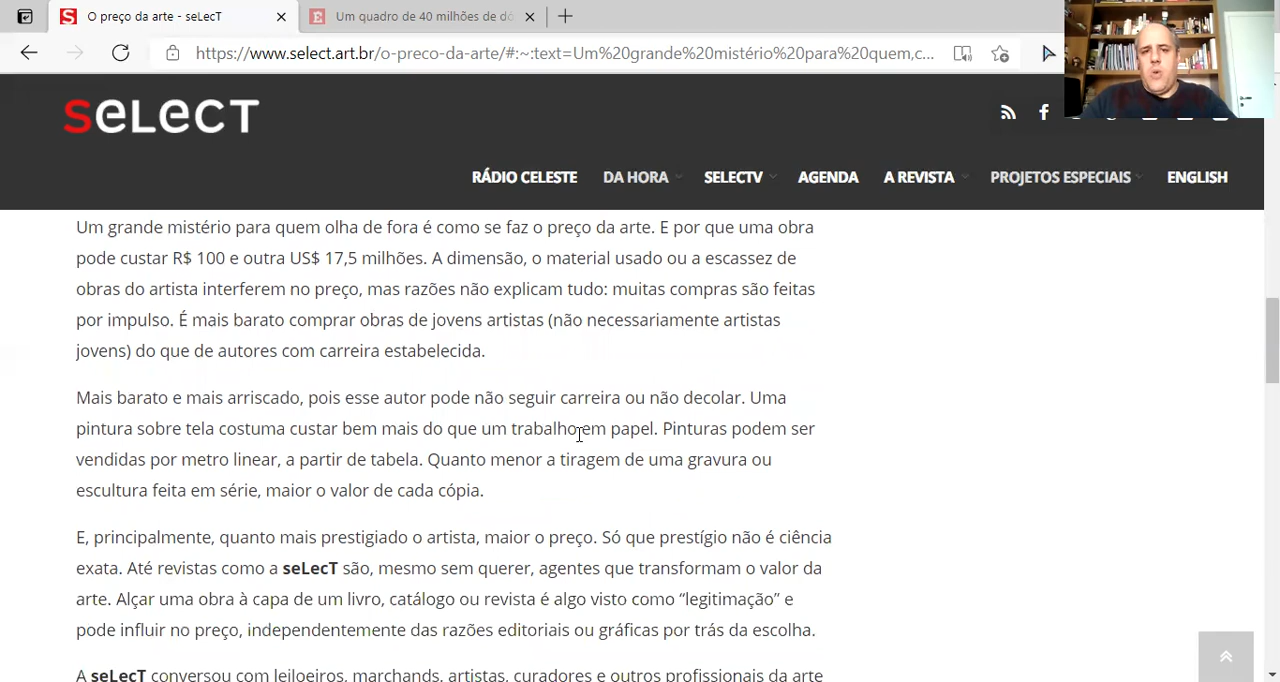 O preço da arte - seLecT
Um quadro de 40 milhões de dó
https://www.select.art.br/o-preco-da-arte/#:~:text=Um%20grande%20mistério%20para%20quem,c...
seLecT
RÁDIO CELESTE DA HORA SELECTV AGENDA A REVISTA PROJETOS ESPECIAIS ENGLISH
Um grande mistério para quem olha de fora é como se faz o preço da arte. E por que uma obra
pode custar R$ 100 e outra US$ 17,5 milhões. A dimensão, o material usado ou a escassez de
obras do artista interferem no preço, mas razões não explicam tudo: muitas compras são feitas
por impulso. É mais barato comprar obras de jovens artistas (não necessariamente artistas
jovens) do que de autores com carreira estabelecida.
Mais barato e mais arriscado, pois esse autor pode não seguir carreira ou não decolar. Uma
pintura sobre tela costuma custar bem mais do que um trabalho em papel. Pinturas podem ser
vendidas por metro linear, a partir de tabela. Quanto menor a tiragem de uma gravura ou
escultura feita em série, maior o valor de cada cópia.
E, principalmente, quanto mais prestigiado o artista, maior o preço. Só que prestígio não é ciência
exata. Até revistas como a seLecT são, mesmo sem querer, agentes que transformam o valor da
arte. Alçar uma obra à capa de um livro, catálogo ou revista é algo visto como “legitimação” e
pode influir no preço, independentemente das razões editoriais ou gráficas por trás da escolha.
A seLecT conversou com leiloeiros, marchands, artistas, curadores e outros profissionais da arte